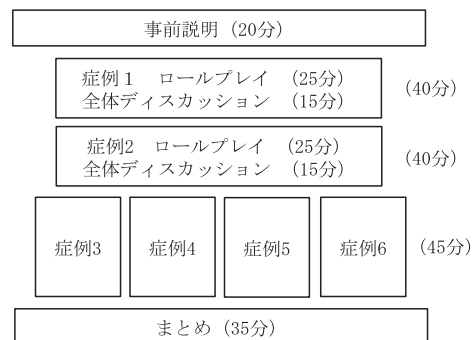 事前説明（20分）
症例１　ロールプレイ　（25分）
全体ディスカッション　（15分）
（40分）
症例2　ロールプレイ　（25分）
全体ディスカッション　（15分）
（40分）
症例3
症例4
症例5
症例6
（45分）
まとめ（35分）